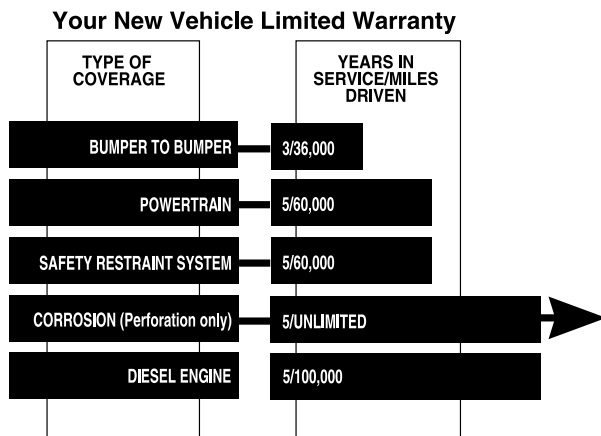 Your New Vehicle Limited Warranty
TYPE OF
COVERAGE
YEARS IN
SERVICE/MILES
DRIVEN
BUMPER TO BUMPER 3/36,000
POWERTRAIN 5/60,000
SAFETY RESTRAINT SYSTEM 5/60,000
CORROSION (Perforation only) 5/UNLIMITED
DIESEL ENGINE 5/100,000